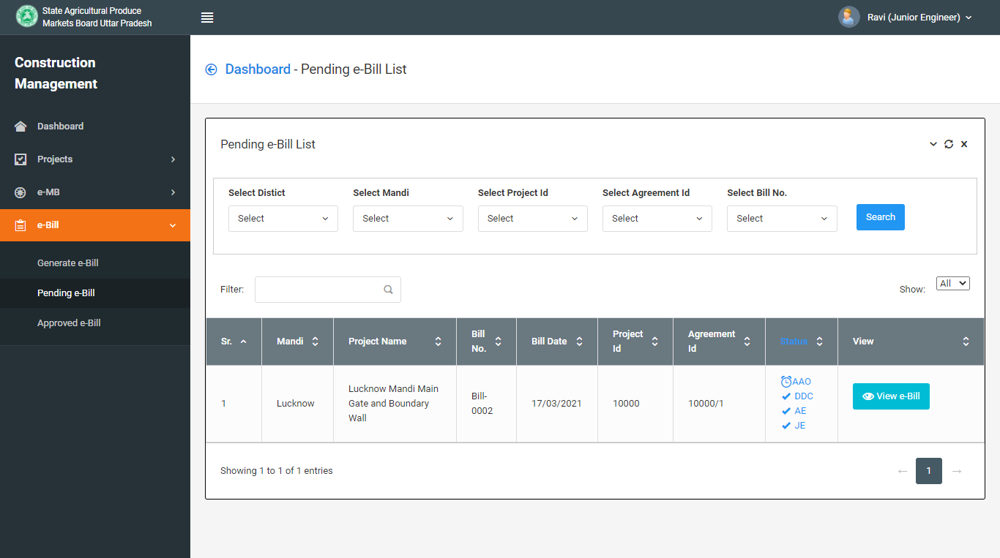 State Agricultural Produce
Markets Board Uttar Pradesh
Ravi (Junior Engineer)
Construction
Management
Dashboard
Projects
e-MB
e-Bill
Generate e-Bill
Pending e-Bill
Approved e-Bill
Dashboard - Pending e-Bill List
Pending e-Bill List
Select Distict Select Mandi Select Project Id Select Agreement Id Select Bill No.
Select Select Select Select Select Search
Filter: Show: All
Sr. Mandi Project Name Bill No. Bill Date Project Id Agreement Id Status View
1 Lucknow Lucknow Mandi Main Gate and Boundary Wall Bill-0002 17/03/2021 10000 10000/1
AAO
DDC
AE
JE
View e-Bill
Showing 1 to 1 of 1 entries ← 1 →